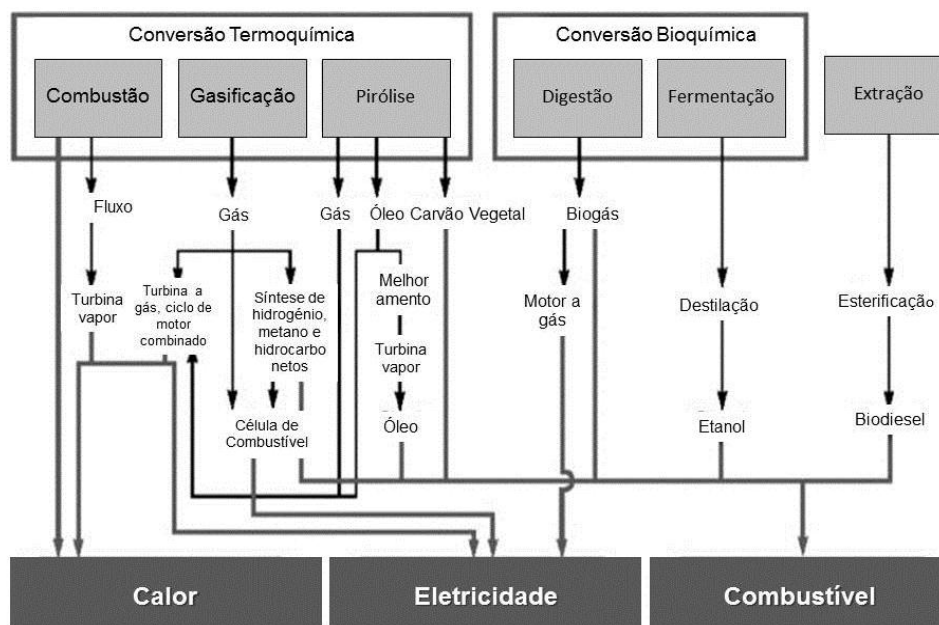 Conversão Termoquímica
Conversão Bioquímica
Combustão
Gasificação
Pirólise
Digestão
Fermentação
Extração
Fluxo
Gás
Gás
Óleo
Carvão Vegetal
Biogás
Turbina
vapor
Turbina a
gás, ciclo de
motor
combinado
Síntese de
hidrogénio,
metano e
hidrocarbo
netos
Melhor
amento
Turbina
vapor
Motor a
gás
Destilação
Esterificação
Célula de
Combustível
Óleo
Etanol
Biodiesel
Calor
Eletricidade
Combustível